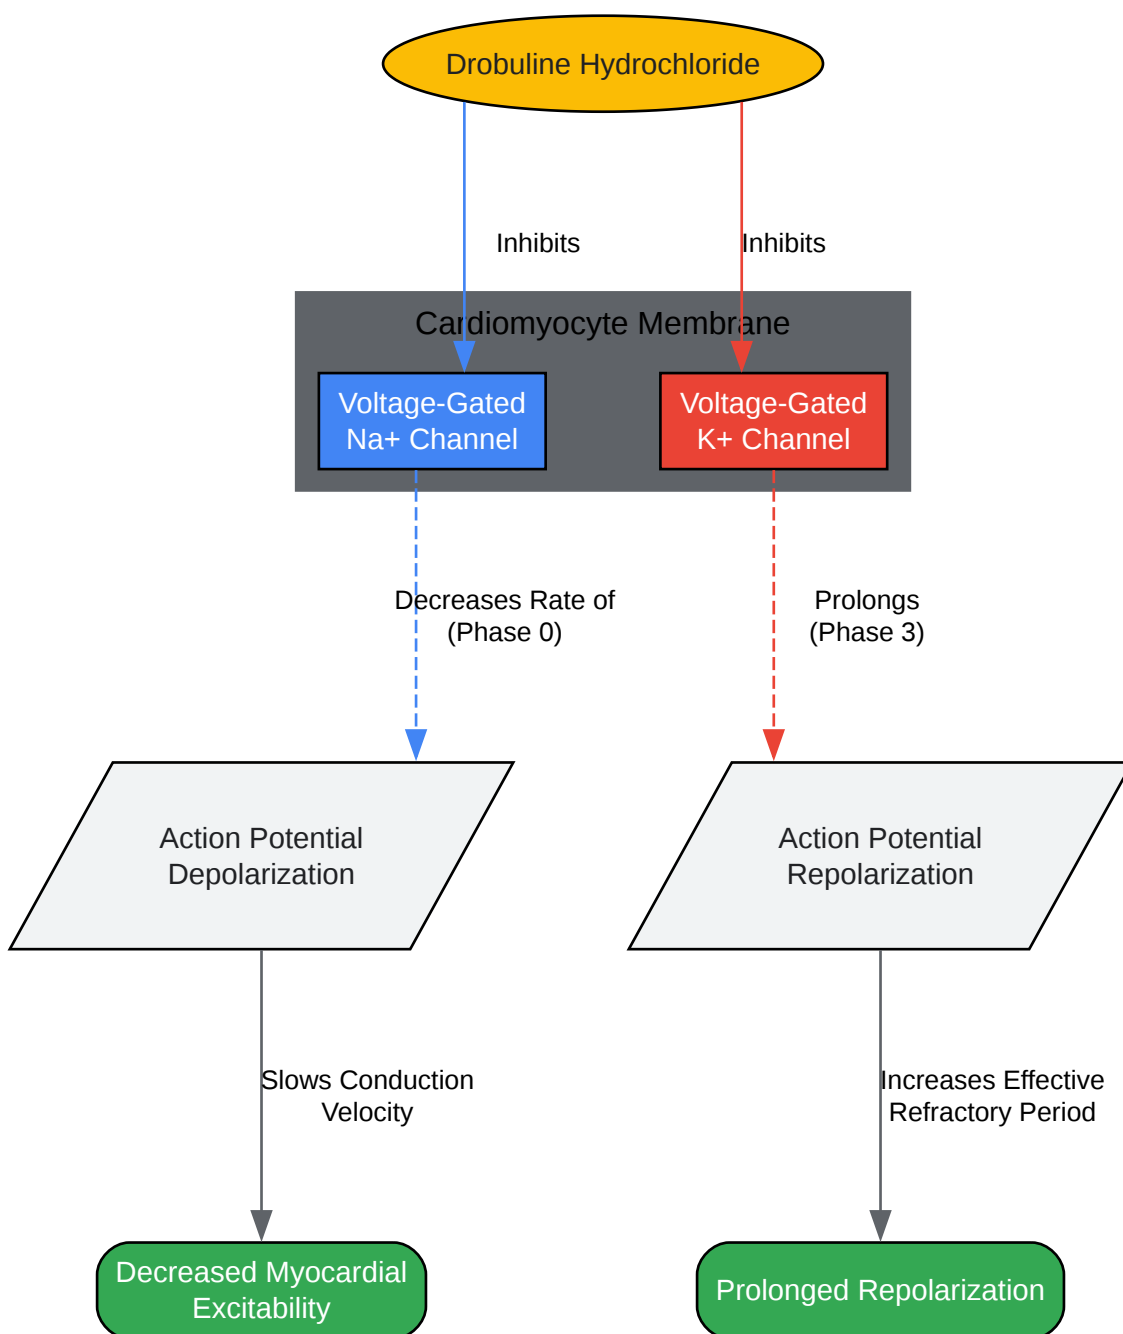 Drobuline Hydrochloride
Inhibits
Inhibits
Cardiomyocyte Membrane
Voltage-Gated
Na+ Channel
Voltage-Gated
K+ Channel
Decreases Rate of
(Phase 0)
Prolongs
(Phase 3)
Action Potential
Depolarization
Action Potential
Repolarization
Slows Conduction
Velocity
Increases Effective
Refractory Period
Decreased Myocardial
Excitability
Prolonged Repolarization